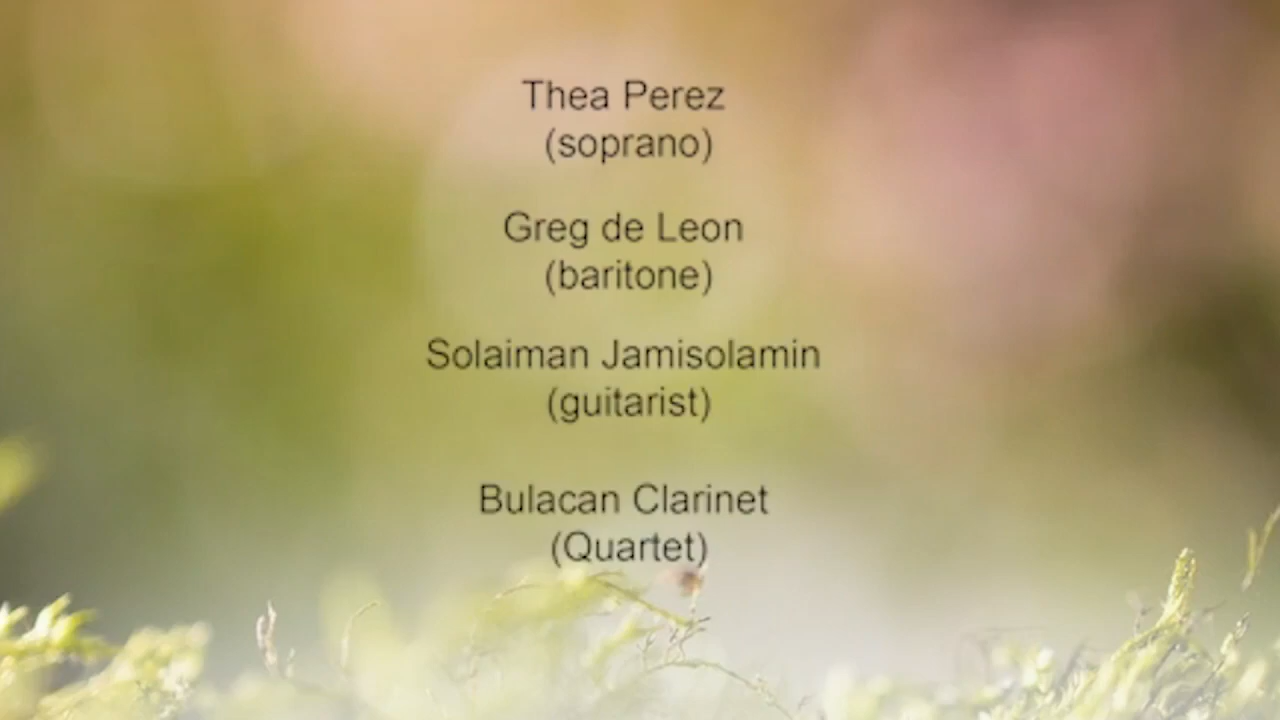 Thea Perez
(soprano)
Greg de Leon
(baritone)
Solaiman Jamisolamin
(guitarist)
Bulacan Clarinet
(Quartet)